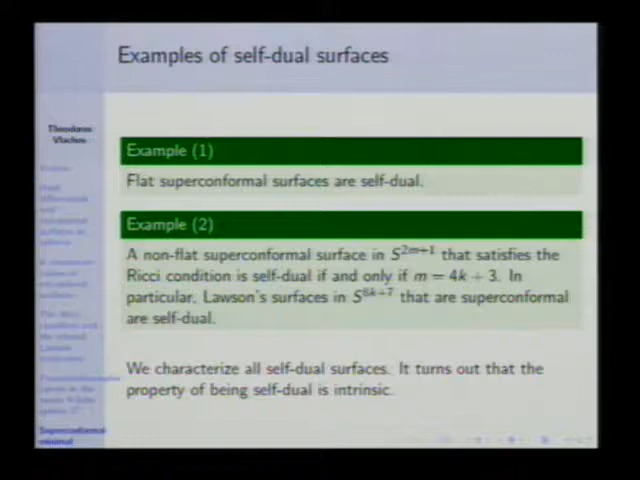 Examples of self-dual surfaces
Theodoros
Vlachos
Example (1)
Flat superconformal surfaces are self-dual.
Example (2)
A non-flat superconformal surface in S^{2m+1} that satisfies the
Ricci condition is self-dual if and only if m = 4k + 3. In
particular, Lawson's surfaces in S^{8k+7} that are superconformal
are self-dual.
We characterize all self-dual surfaces. It turns out that the
property of being self-dual is intrinsic.
Superconformal
minimal